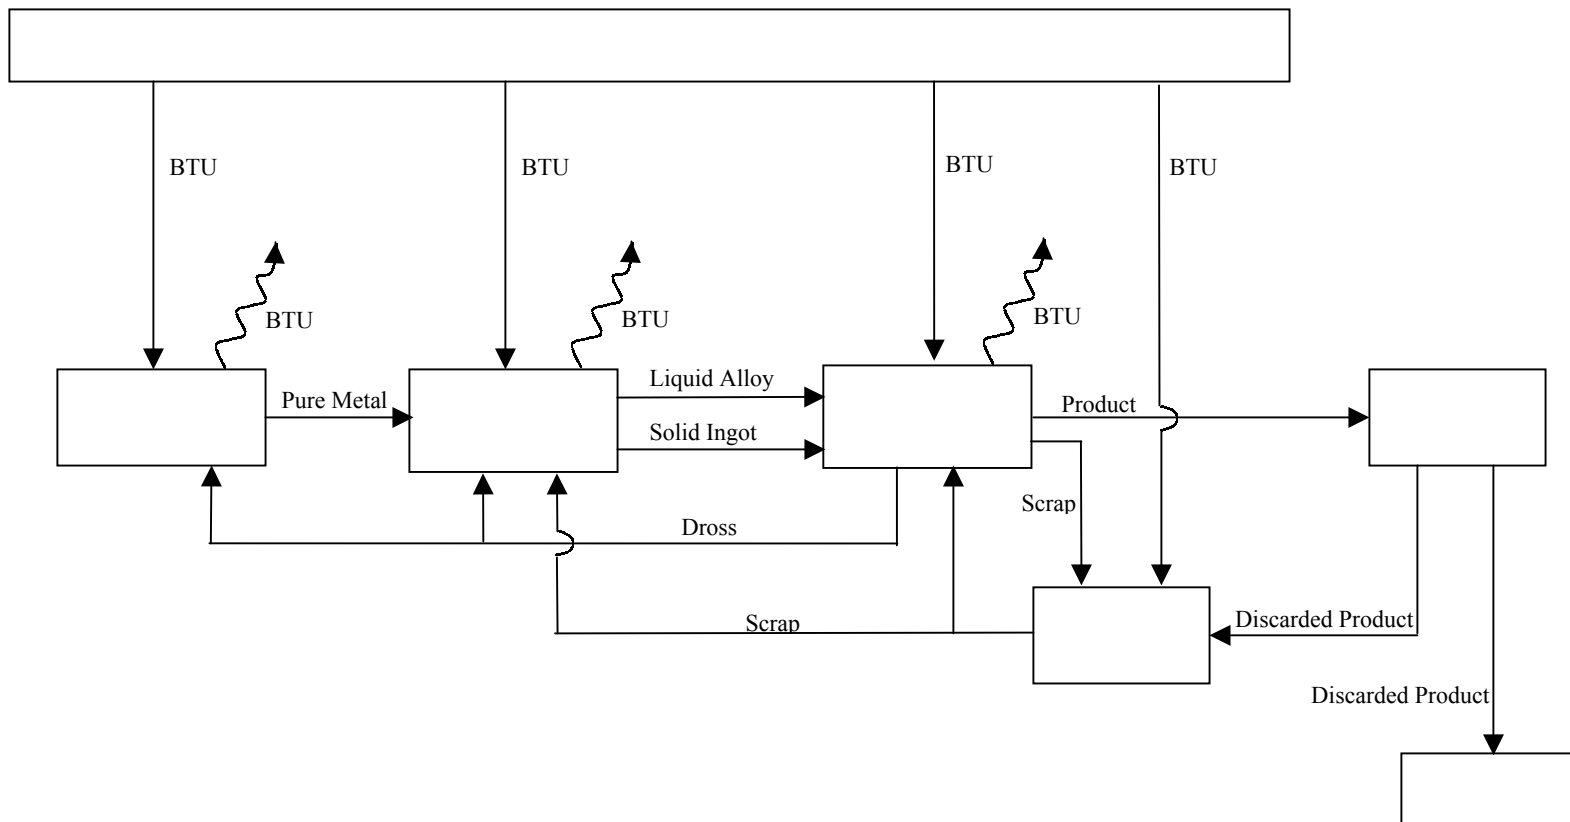 BTU
BTU
BTU
BTU
BTU
BTU
BTU
Pure Metal
Liquid Alloy
Solid Ingot
Product
Scrap
Dross
Scrap
Discarded Product
Discarded Product